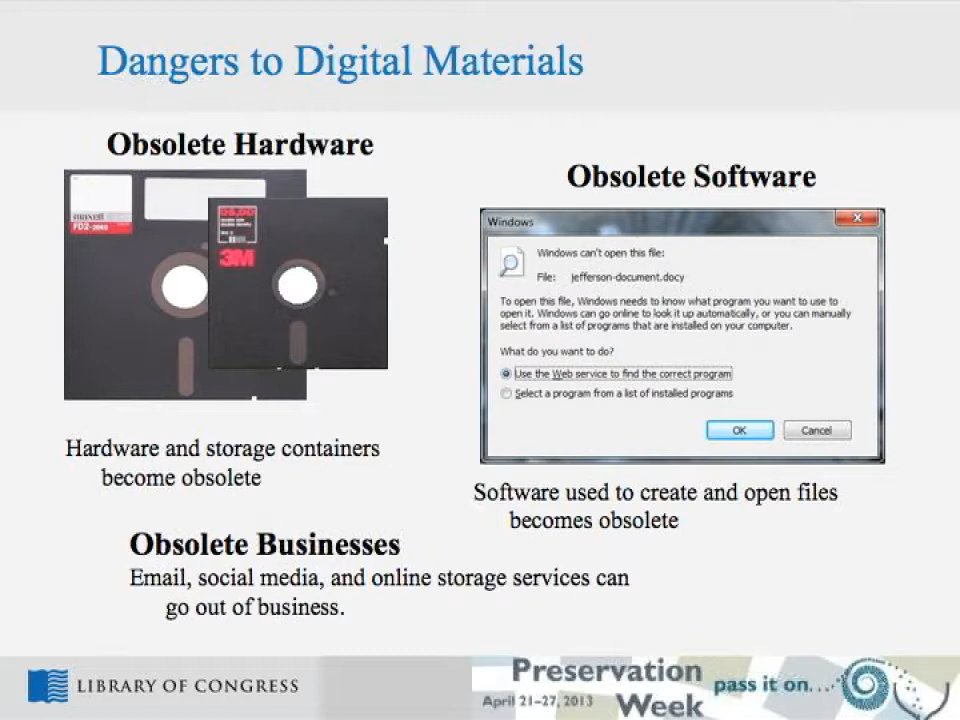 Dangers to Digital Materials
Obsolete Hardware
maxell
3M
Hardware and storage containers
become obsolete
Obsolete Software
Windows
Windows can't open this file:
File: jefferson-document.docy
To open this file, Windows needs to know what program you want to use to
open it. Windows can go online to look it up automatically, or you can manually
select from a list of programs that are installed on your computer.
What do you want to do?
Use the Web service to find the correct program
Select a program from a list of installed programs
OK
Cancel
Software used to create and open files
becomes obsolete
Obsolete Businesses
Email, social media, and online storage services can
go out of business.
LIBRARY OF CONGRESS
Preservation
Week
April 21–27, 2013
pass it on...